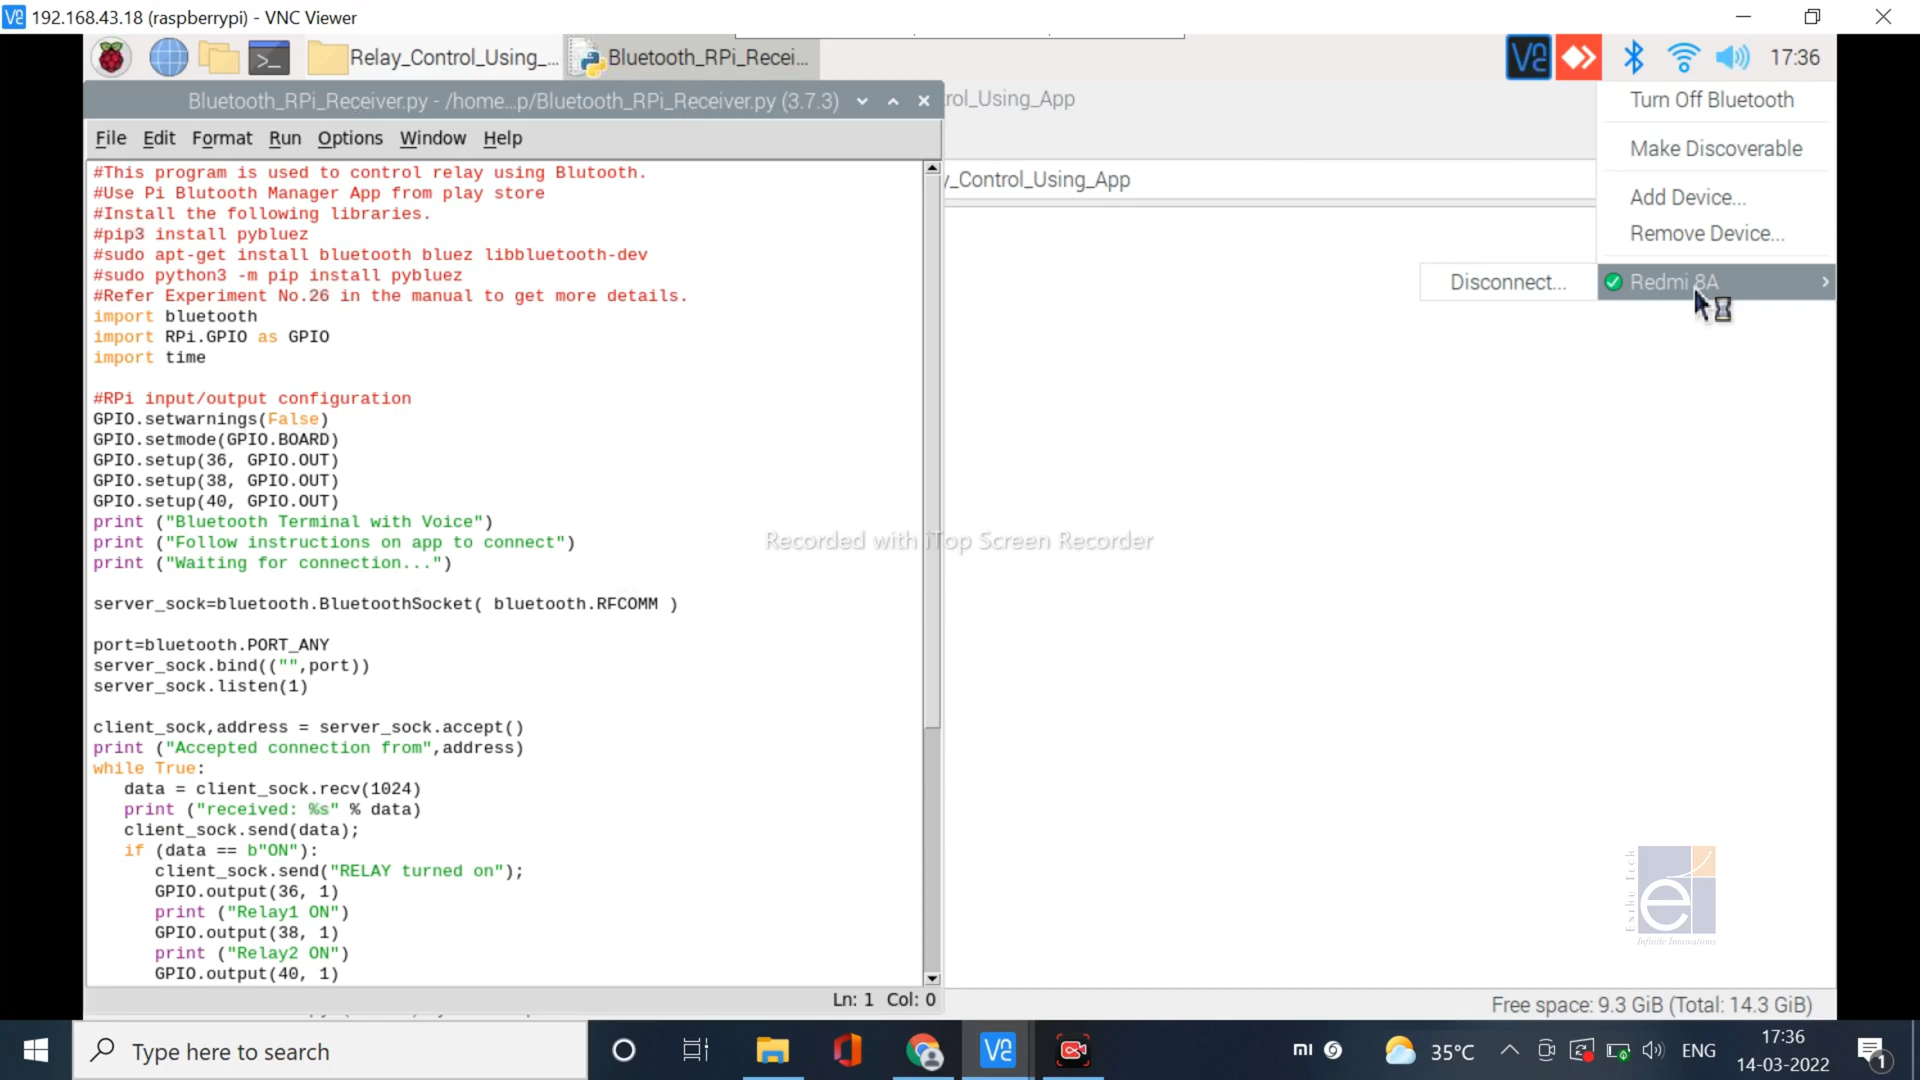 192.168.43.18 (raspberrypi) - VNC Viewer
Relay_Control_Using_...
Bluetooth_RPi_Recei...
17:36
Bluetooth_RPi_Receiver.py - /home...p/Bluetooth_RPi_Receiver.py (3.7.3)
rol_Using_App
Turn Off Bluetooth
File Edit Format Run Options Window Help
Make Discoverable
#This program is used to control relay using Blutooth.
y_Control_Using_App
#Use Pi Blutooth Manager App from play store
Add Device...
#Install the following libraries.
#pip3 install pybluez
Remove Device...
#sudo apt-get install bluetooth bluez libbluetooth-dev
#sudo python3 -m pip install pybluez
Disconnect...
Redmi 8A
#Refer Experiment No.26 in the manual to get more details.
import bluetooth
import RPi.GPIO as GPIO
import time
#RPi input/output configuration
GPIO.setwarnings(False)
GPIO.setmode(GPIO.BOARD)
GPIO.setup(36, GPIO.OUT)
GPIO.setup(38, GPIO.OUT)
GPIO.setup(40, GPIO.OUT)
print ("Bluetooth Terminal with Voice")
print ("Follow instructions on app to connect")
Recorded with iTop Screen Recorder
print ("Waiting for connection...")
server_sock=bluetooth.BluetoothSocket( bluetooth.RFCOMM )
port=bluetooth.PORT_ANY
server_sock.bind(("",port))
server_sock.listen(1)
client_sock,address = server_sock.accept()
print ("Accepted connection from",address)
while True:
data = client_sock.recv(1024)
print ("received: %s" % data)
client_sock.send(data);
if (data == b"ON"):
client_sock.send("RELAY turned on");
GPIO.output(36, 1)
print ("Relay1 ON")
GPIO.output(38, 1)
print ("Relay2 ON")
GPIO.output(40, 1)
Enthu Tech
e
Infinite Innovations
Ln: 1 Col: 0
Free space: 9.3 GiB (Total: 14.3 GiB)
Type here to search
MI
35°C
ENG
17:36
14-03-2022
1